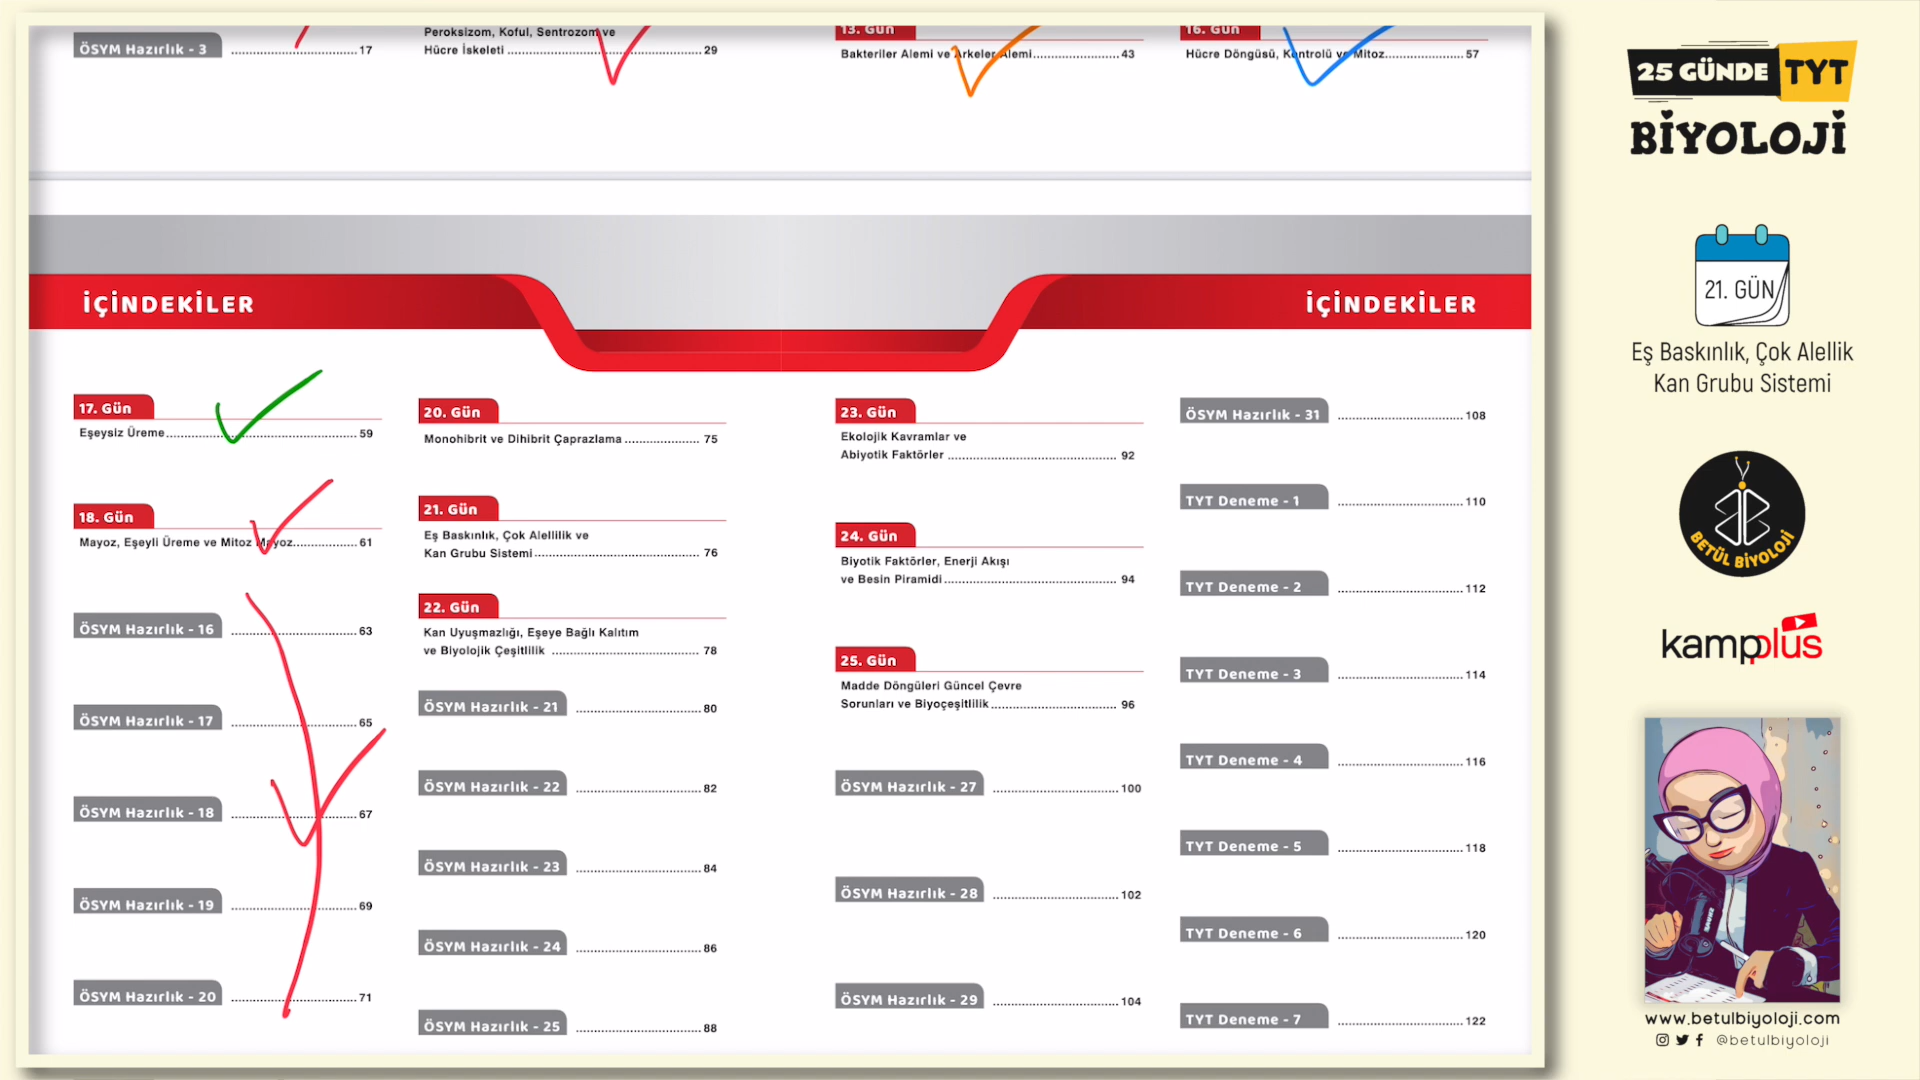 ÖSYM Hazırlık - 3 ........ 17
Peroksizom, Koful, Sentrozom ve
Hücre İskeleti ........ 29
13. Gün
Bakteriler Alemi ve Arkeler Alemi ........ 43
16. Gün
Hücre Döngüsü, Kontrolü ve Mitoz ........ 57
İÇİNDEKİLER
İÇİNDEKİLER
17. Gün
Eşeysiz Üreme ........ 59
18. Gün
Mayoz, Eşeyli Üreme ve Mitoz Mayoz ........ 61
ÖSYM Hazırlık - 16 ........ 63
ÖSYM Hazırlık - 17 ........ 65
ÖSYM Hazırlık - 18 ........ 67
ÖSYM Hazırlık - 19 ........ 69
ÖSYM Hazırlık - 20 ........ 71
20. Gün
Monohibrit ve Dihibrit Çaprazlama ........ 75
21. Gün
Eş Baskınlık, Çok Alellilik ve
Kan Grubu Sistemi ........ 76
22. Gün
Kan Uyuşmazlığı, Eşeye Bağlı Kalıtım
ve Biyolojik Çeşitlilik ........ 78
ÖSYM Hazırlık - 21 ........ 80
ÖSYM Hazırlık - 22 ........ 82
ÖSYM Hazırlık - 23 ........ 84
ÖSYM Hazırlık - 24 ........ 86
ÖSYM Hazırlık - 25 ........ 88
23. Gün
Ekolojik Kavramlar ve
Abiyotik Faktörler ........ 92
24. Gün
Biyotik Faktörler, Enerji Akışı
ve Besin Piramidi ........ 94
25. Gün
Madde Döngüleri Güncel Çevre
Sorunları ve Biyoçeşitlilik ........ 96
ÖSYM Hazırlık - 27 ........ 100
ÖSYM Hazırlık - 28 ........ 102
ÖSYM Hazırlık - 29 ........ 104
ÖSYM Hazırlık - 31 ........ 108
TYT Deneme - 1 ........ 110
TYT Deneme - 2 ........ 112
TYT Deneme - 3 ........ 114
TYT Deneme - 4 ........ 116
TYT Deneme - 5 ........ 118
TYT Deneme - 6 ........ 120
TYT Deneme - 7 ........ 122
25 GÜNDE TYT
BİYOLOJİ
21. GÜN
Eş Baskınlık, Çok Alellik
Kan Grubu Sistemi
BETÜL BİYOLOJİ
kampplus
www.betulbiyoloji.com
@betulbiyoloji